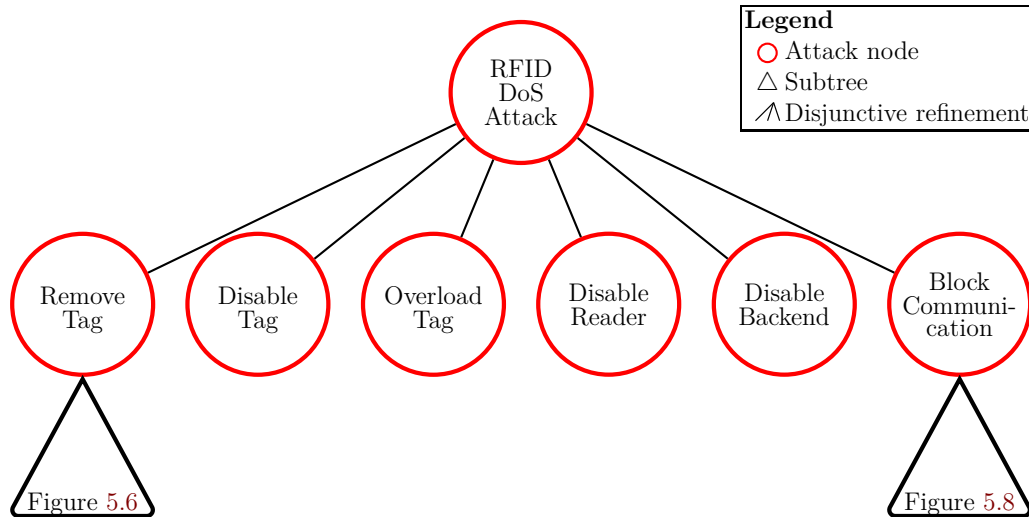 Legend
Attack node
Subtree
Disjunctive refinement
RFID
DoS
Attack
Remove
Tag
Disable
Tag
Overload
Tag
Disable
Reader
Disable
Backend
Block
Communi-
cation
Figure 5.6
Figure 5.8